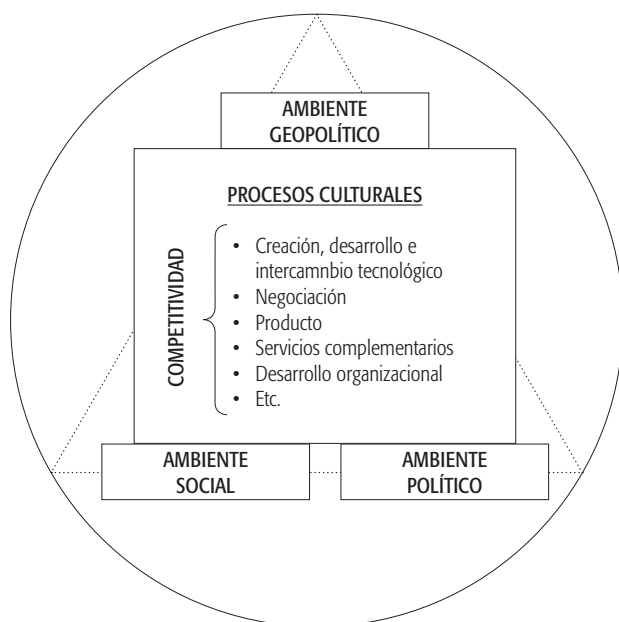 AMBIENTE
GEOPOLÍTICO
PROCESOS CULTURALES
COMPETITIVIDAD
• Creación, desarrollo e
intercamnbio tecnológico
• Negociación
• Producto
• Servicios complementarios
• Desarrollo organizacional
• Etc.
AMBIENTE
SOCIAL
AMBIENTE
POLÍTICO